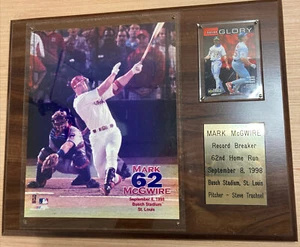 GLORY
MARK
62
McGWIRE
September 8, 1998
Busch Stadium
St. Louis
MARK McGWIRE
Record Breaker
62nd Home Run
September 8, 1998
Busch Stadium, St. Louis
Pitcher - Steve Trachsel